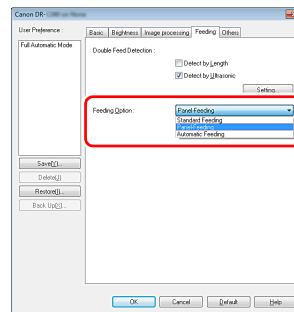 Canon DR-
User Preference :
Full Automatic Mode
Save(Y)...
Delete(J)
Restore(I)...
Back Up(X)...
Basic Brightness Image processing Feeding Others
Double Feed Detection :
Detect by Length
Detect by Ultrasonic
Setting...
Feeding Option : Panel-Feeding
Standard Feeding
Panel-Feeding
Automatic Feeding
OK Cancel Default Help